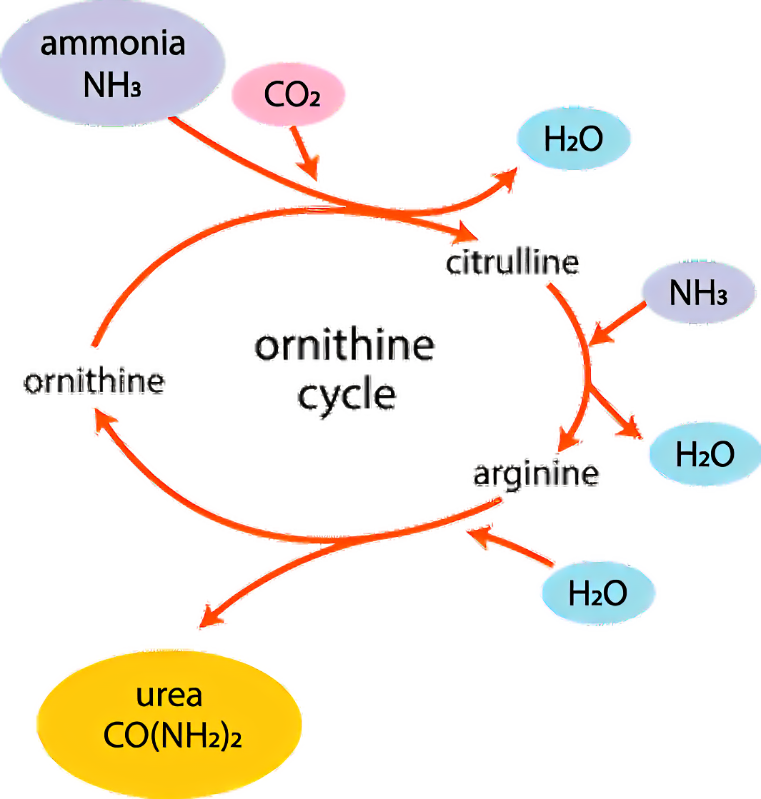 ammonia
NH₃
CO₂
H₂O
citrulline
NH₃
ornithine
cycle
ornithine
H₂O
arginine
H₂O
urea
CO(NH₂)₂